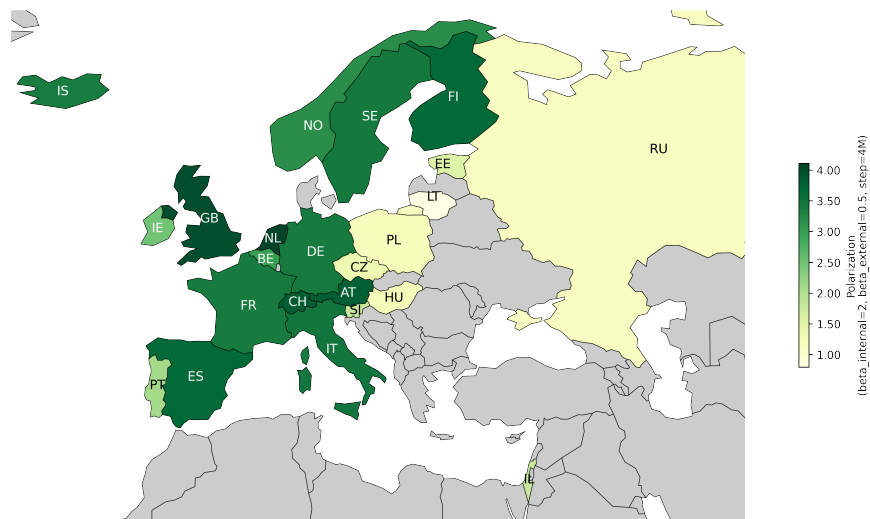 IS
NO
SE
FI
RU
EE
LT
GB
IE
NL
BE
DE
PL
CZ
FR
CH
AT
HU
SI
IT
PT
ES
IL
4.00
3.50
3.00
2.50
2.00
1.50
1.00
Polarization
(beta_internal=2, beta_external=0.5, step=4M)